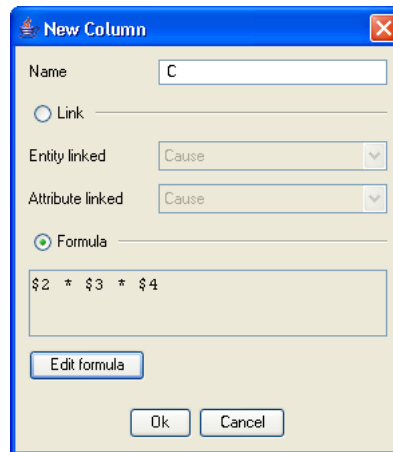 New Column
Name C
Link
Entity linked Cause
Attribute linked Cause
Formula
$2 * $3 * $4
Edit formula
Ok Cancel